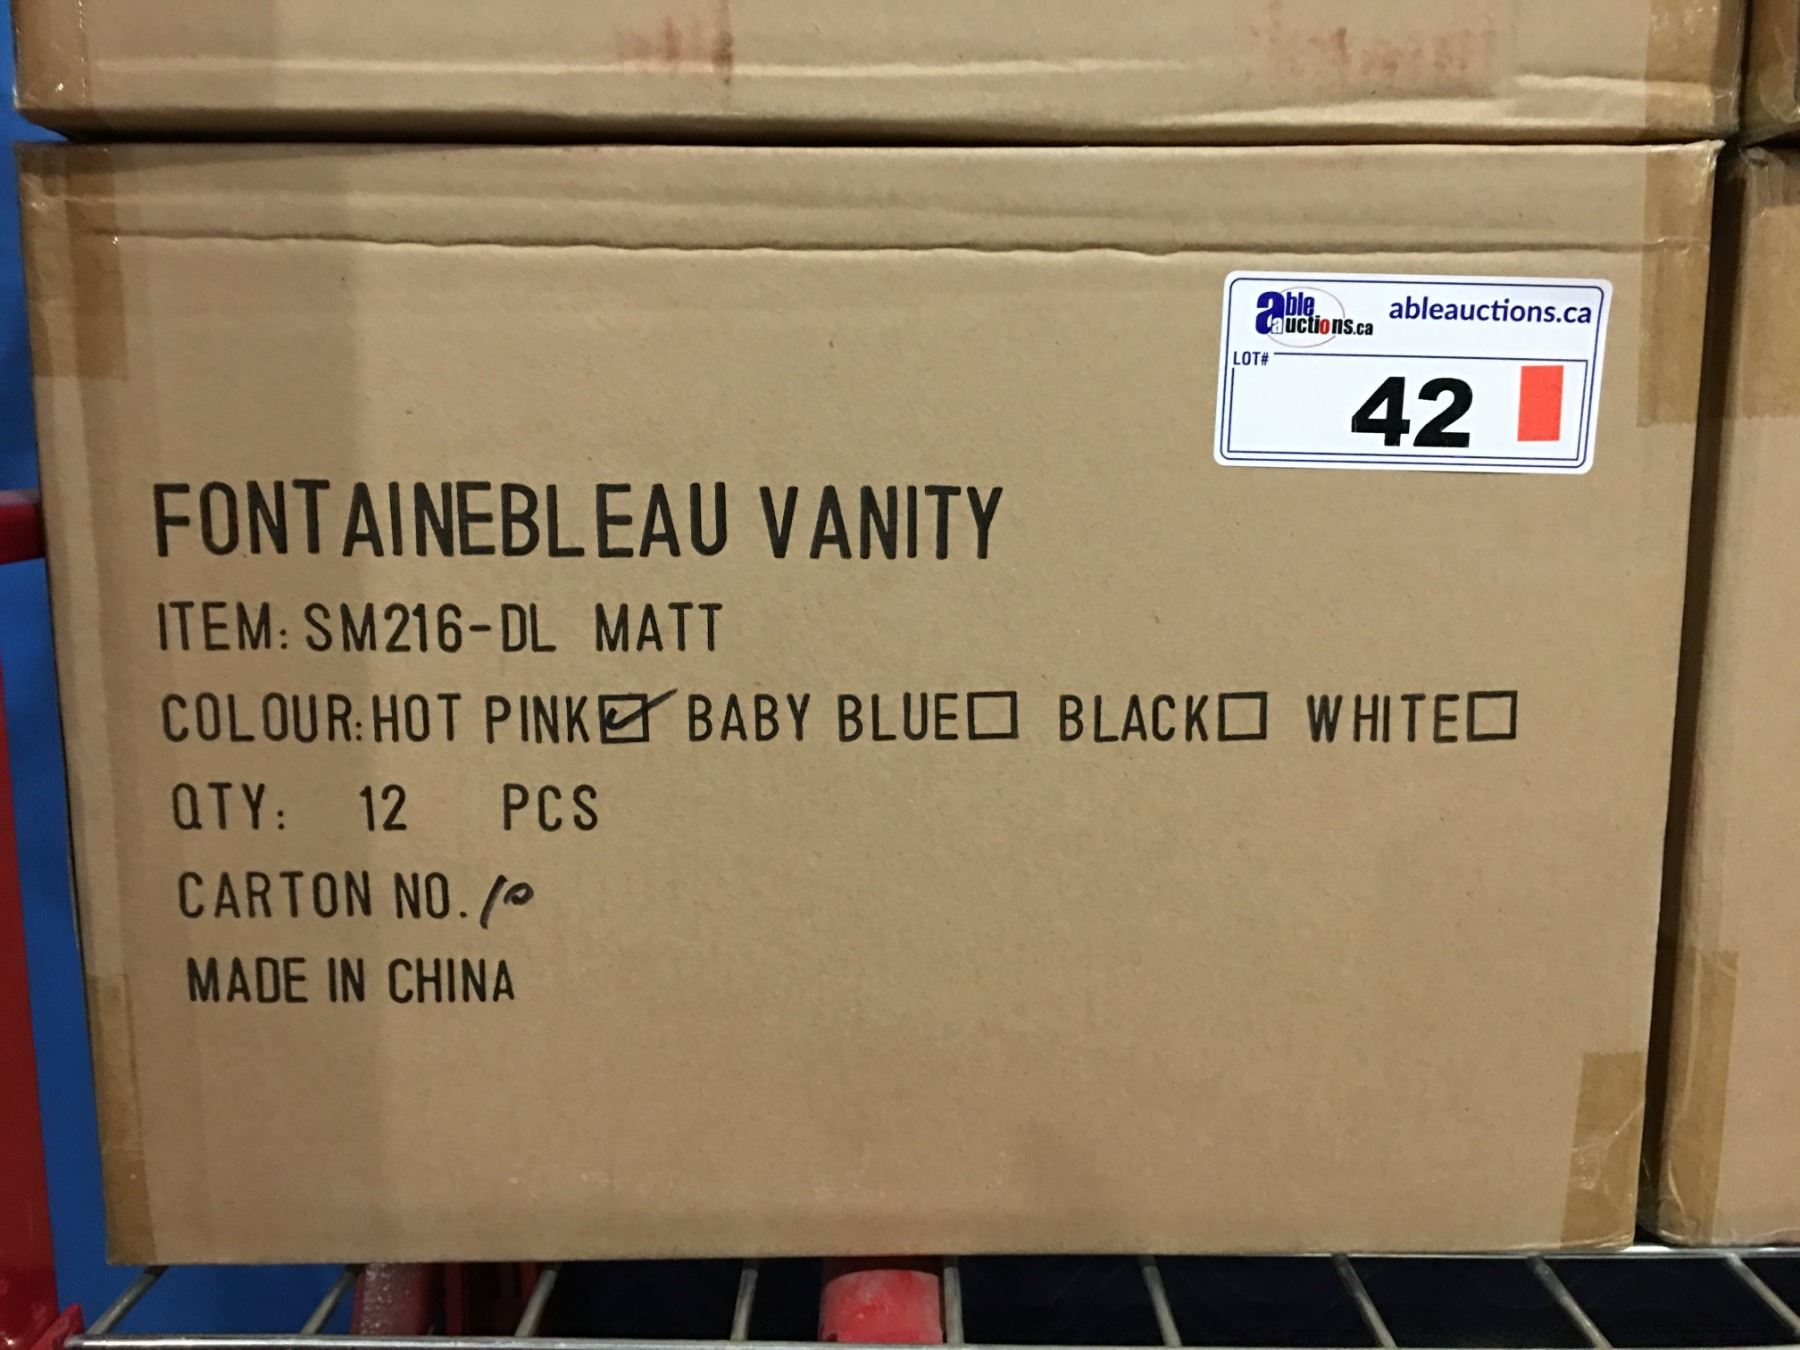 able auctions.ca ableauctions.ca
LOT#
42
FONTAINEBLEAU VANITY
ITEM: SM216-DL MATT
COLOUR: HOT PINK☑ BABY BLUE☐ BLACK☐ WHITE☐
QTY: 12 PCS
CARTON NO. 10
MADE IN CHINA